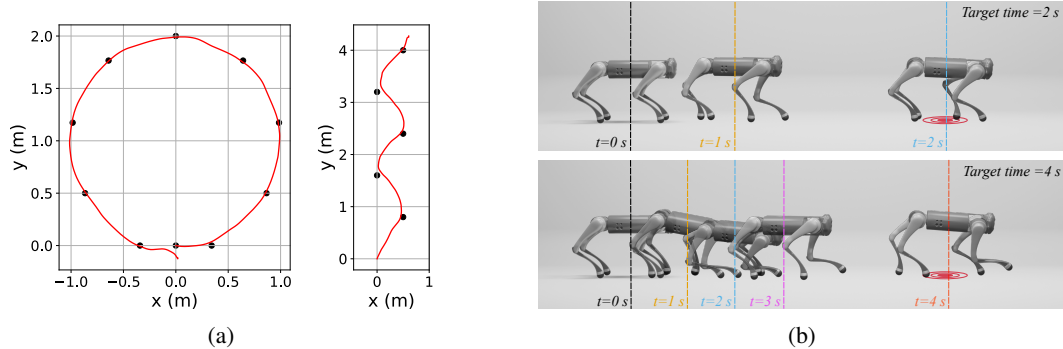 2.0
1.5
1.0
0.5
0.0
y (m)
−1.0 −0.5 0.0 0.5 1.0
x (m)
4
3
2
1
0
y (m)
0 1
x (m)
(a)
Target time =2 s
t=0 s t=1 s t=2 s
Target time =4 s
t=0 s t=1 s t=2 s t=3 s t=4 s
(b)